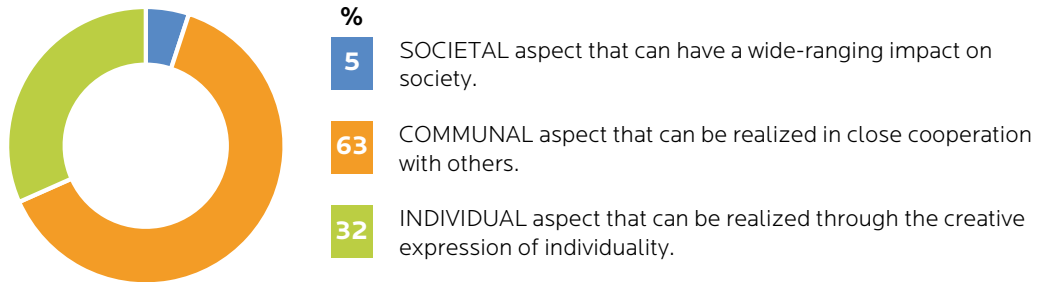 %
5
SOCIETAL aspect that can have a wide-ranging impact on
society.
63
COMMUNAL aspect that can be realized in close cooperation
with others.
32
INDIVIDUAL aspect that can be realized through the creative
expression of individuality.